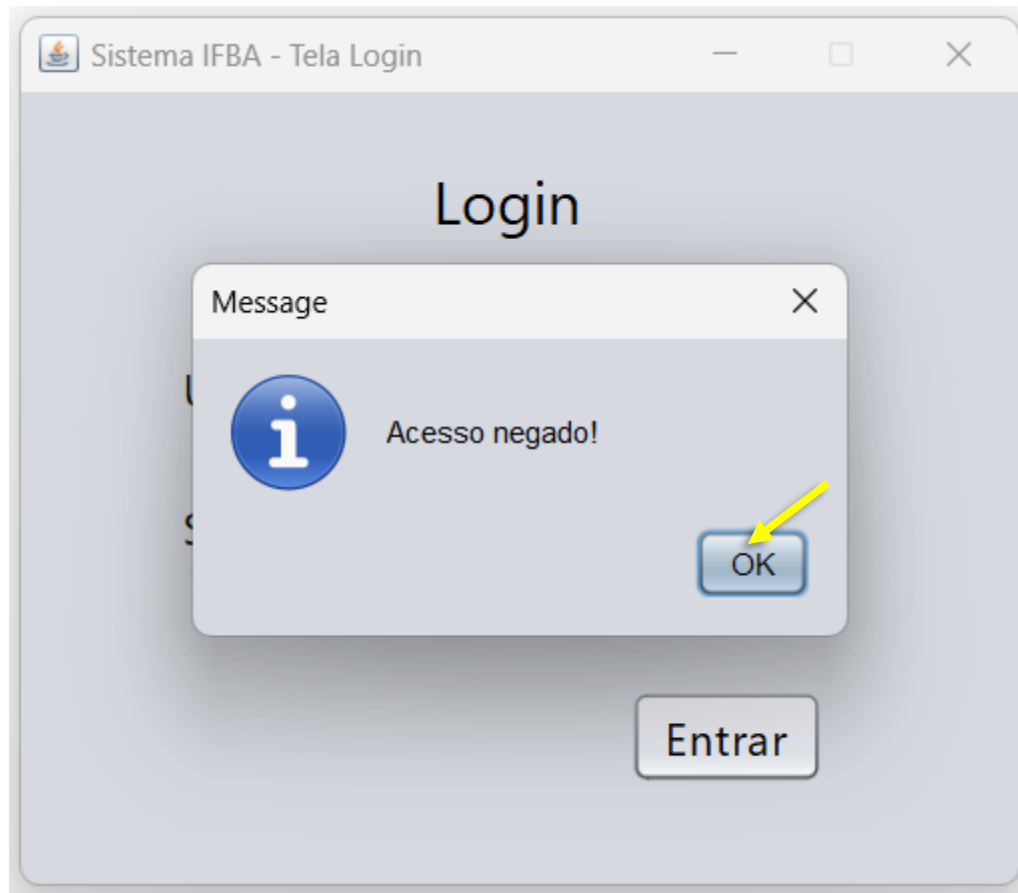 Sistema IFBA - Tela Login
Login
Message
Acesso negado!
OK
Entrar